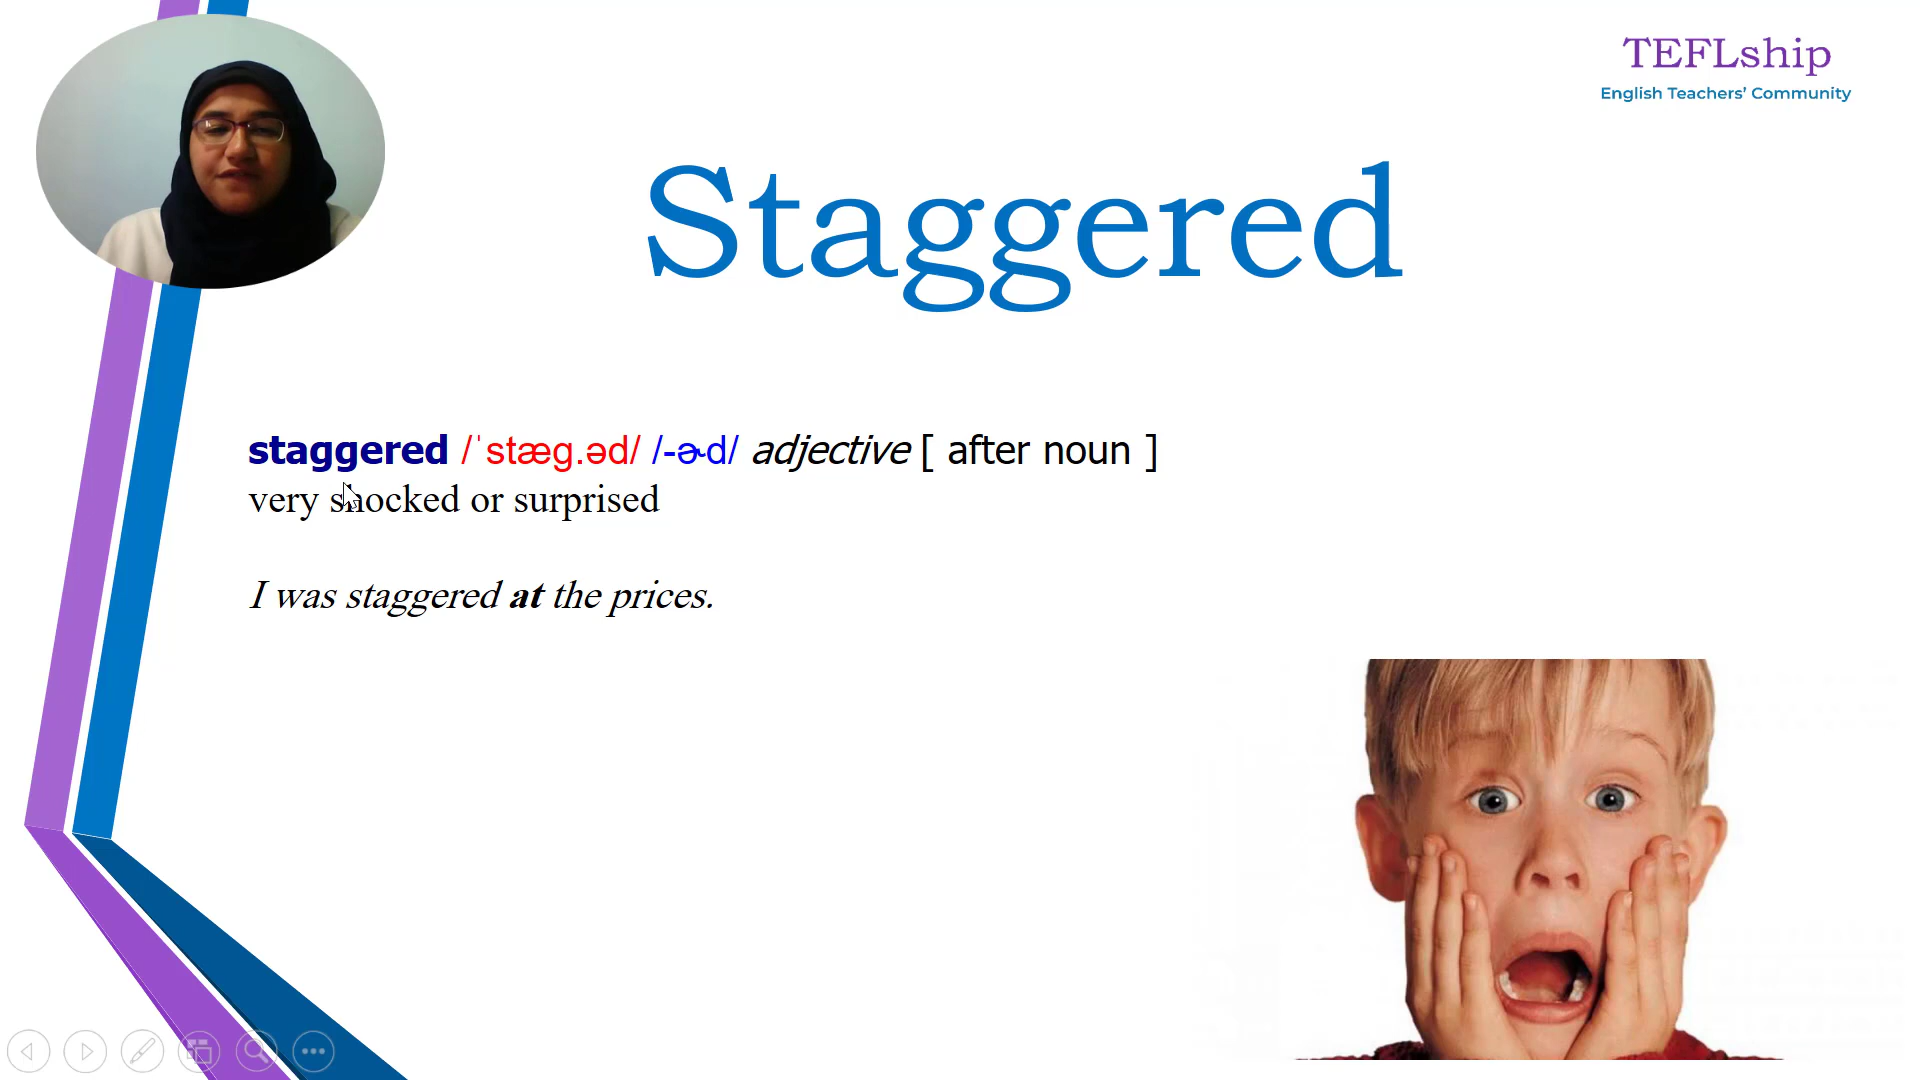 TEFLship
English Teachers' Community
Staggered
staggered /ˈstæg.əd/ /-ɚd/ adjective [ after noun ]
very shocked or surprised
I was staggered at the prices.